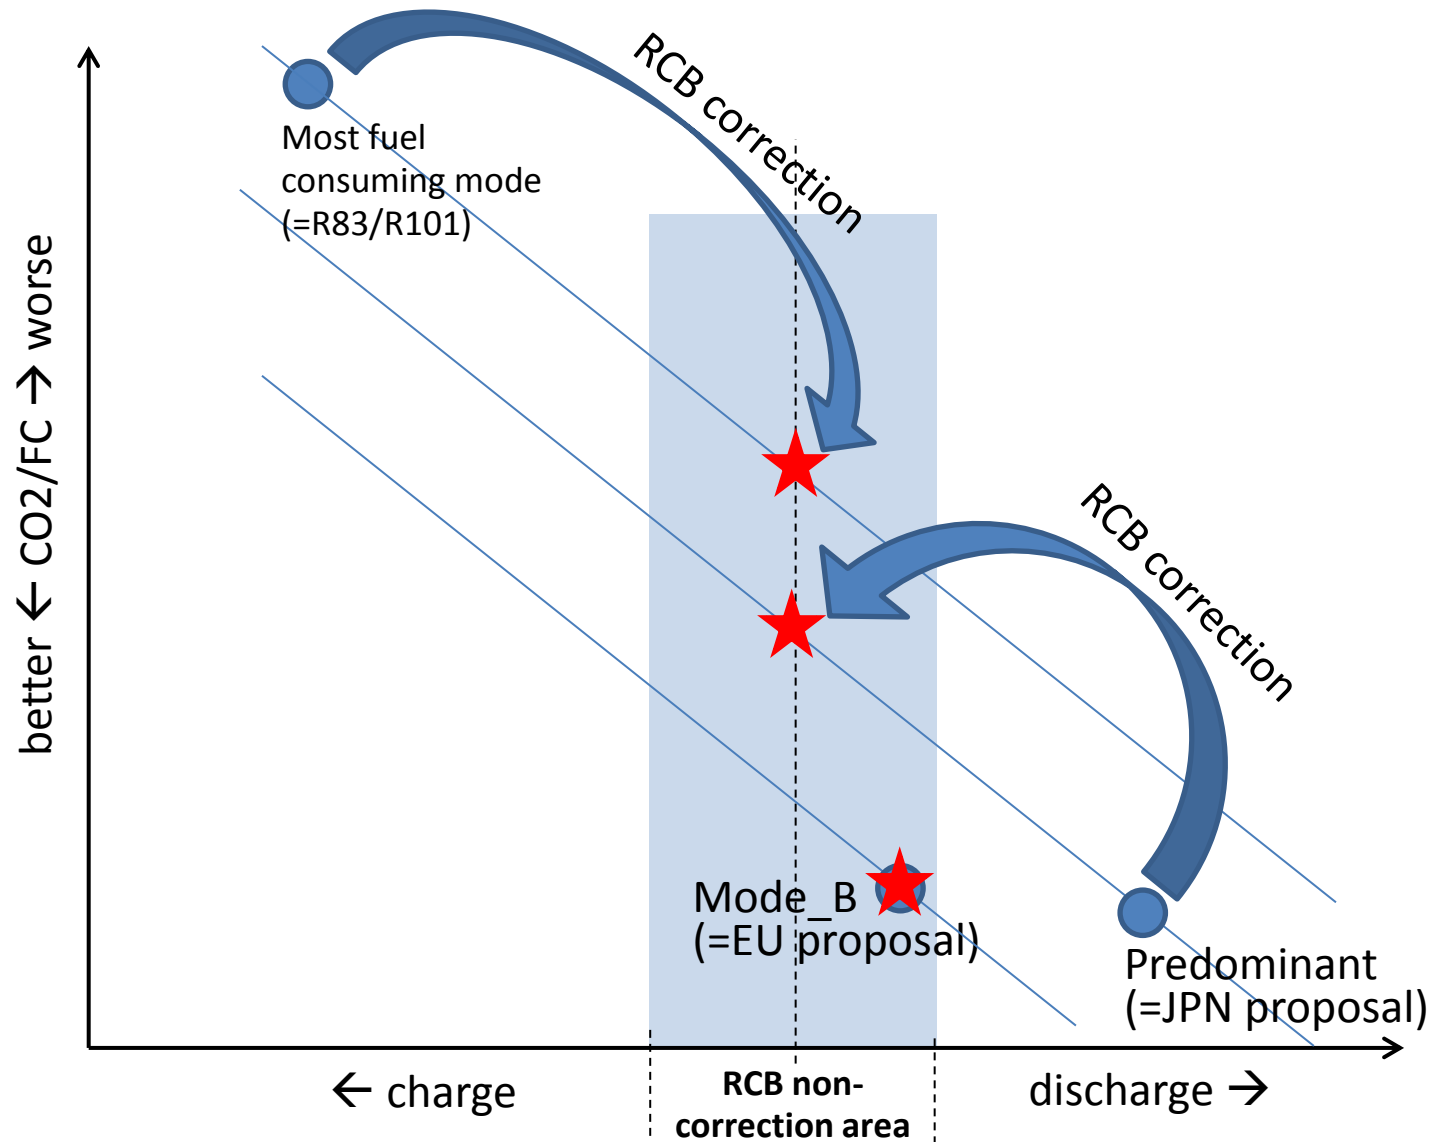 RCB correction
Most fuel
consuming mode
(=R83/R101)
better ← CO2/FC → worse
RCB correction
Mode_B
(=EU proposal)
Predominant
(=JPN proposal)
← charge
RCB non-
correction area
discharge →